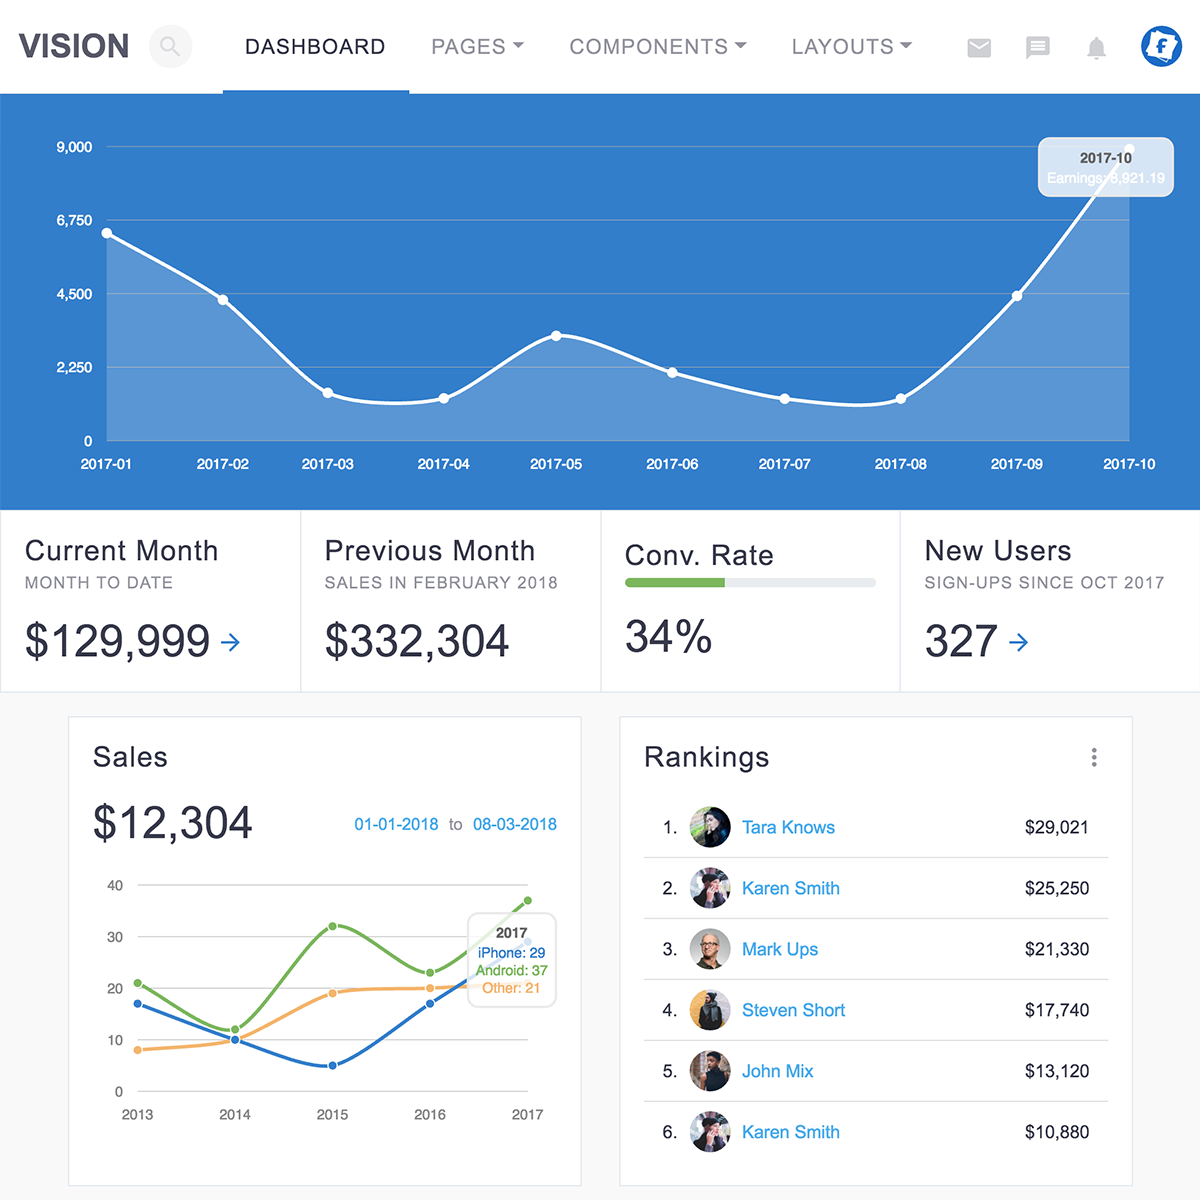 VISION DASHBOARD PAGES COMPONENTS LAYOUTS
9,000
2017-10
Earnings: 8,921.19
6,750
4,500
2,250
0
2017-01 2017-02 2017-03 2017-04 2017-05 2017-06 2017-07 2017-08 2017-09 2017-10
Current Month
MONTH TO DATE
$129,999
Previous Month
SALES IN FEBRUARY 2018
$332,304
Conv. Rate
34%
New Users
SIGN-UPS SINCE OCT 2017
327
Sales
$12,304 01-01-2018 to 08-03-2018
40
30
20
10
0
2017
iPhone: 29
Android: 37
Other: 21
2013 2014 2015 2016 2017
Rankings
1. Tara Knows $29,021
2. Karen Smith $25,250
3. Mark Ups $21,330
4. Steven Short $17,740
5. John Mix $13,120
6. Karen Smith $10,880